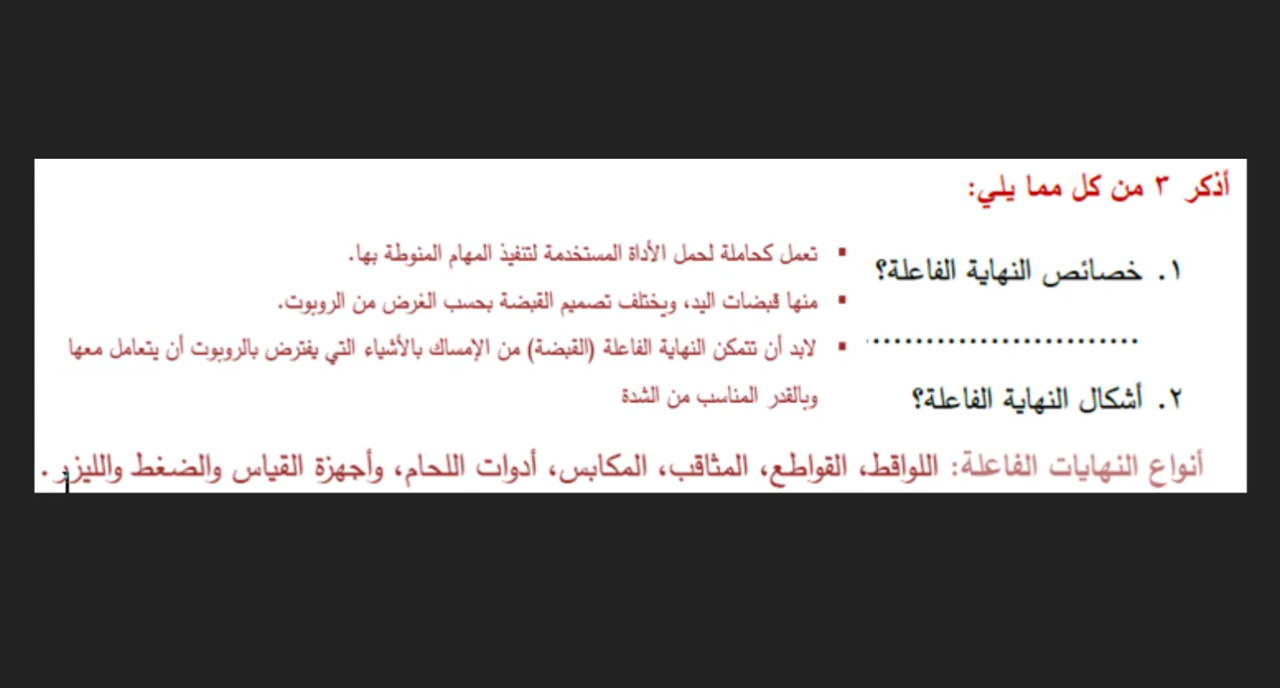 أذكر ٣ من كل مما يلي:
١. خصائص النهاية الفاعلة؟
▪ تعمل كحاملة لحمل الأداة المستخدمة لتنفيذ المهام المنوطة بها.
▪ منها قبضات اليد، ويختلف تصميم القبضة بحسب الغرض من الروبوت.
▪ لابد أن تتمكن النهاية الفاعلة (القبضة) من الإمساك بالأشياء التي يفترض بالروبوت أن يتعامل معها
وبالقدر المناسب من الشدة
..........................
٢. أشكال النهاية الفاعلة؟
أنواع النهايات الفاعلة: اللواقط، القواطع، المثاقب، المكابس، أدوات اللحام، وأجهزة القياس والضغط والليزر .